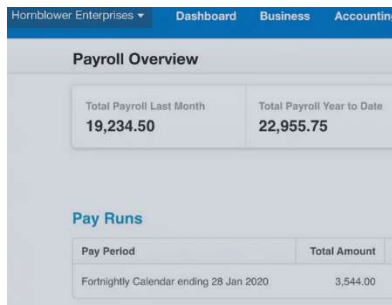 Hornblower Enterprises Dashboard Business Accounting
Payroll Overview
Total Payroll Last Month Total Payroll Year to Date
19,234.50 22,955.75
Pay Runs
Pay Period Total Amount
Fortnightly Calendar ending 28 Jan 2020 3,544.00